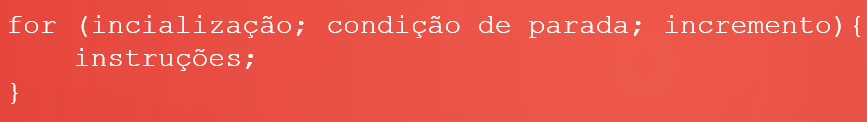 for (incialização; condição de parada; incremento){
instruções;
}